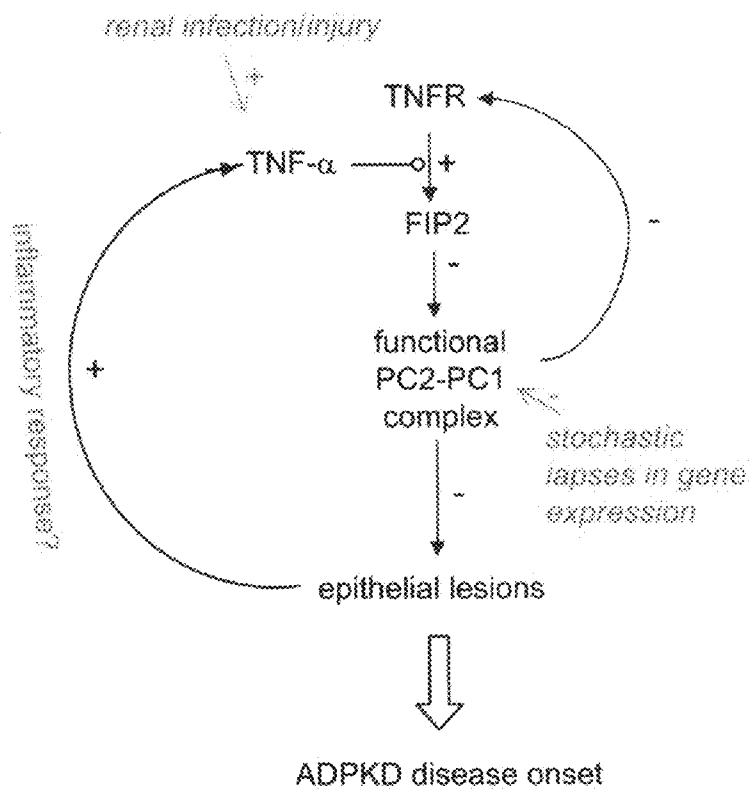 renal infection/injury
+
TNFR
TNF-α
+
FIP2
-
-
functional
PC2-PC1
complex
-
stochastic
lapses in gene
expression
-
+
inflammatory response?
epithelial lesions
ADPKD disease onset